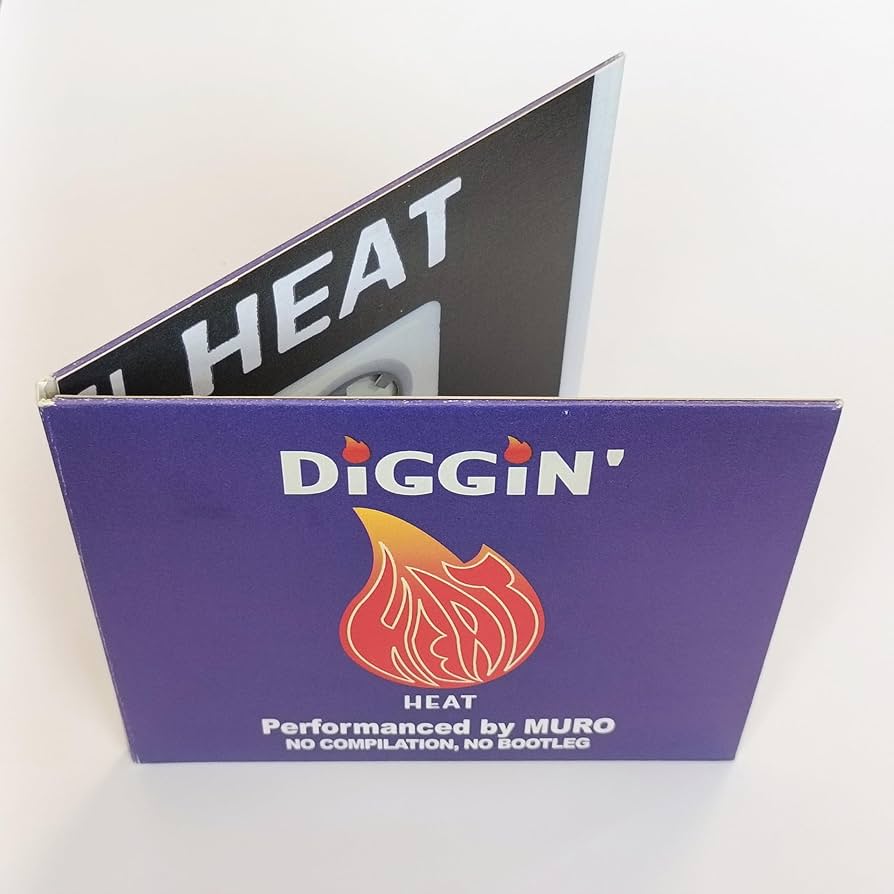 HEAT
DiGGiN'
HEAT
HEAT
Performanced by MURO
NO COMPILATION, NO BOOTLEG